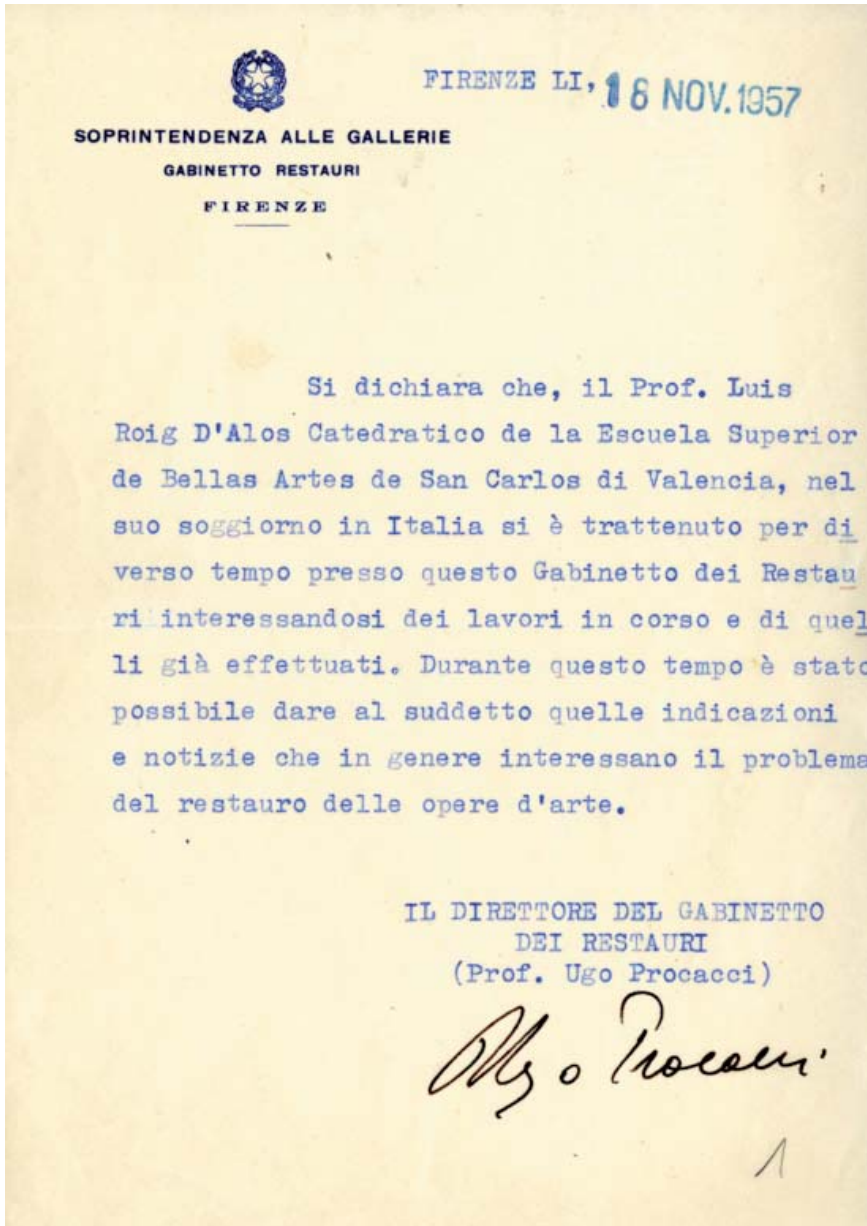 FIRENZE LI, 18 NOV. 1957
SOPRINTENDENZA ALLE GALLERIE
GABINETTO RESTAURI
FIRENZE
Si dichiara che, il Prof. Luis
Roig D'Alos Catedratico de la Escuela Superior
de Bellas Artes de San Carlos di Valencia, nel
suo soggiorno in Italia si è trattenuto per di
verso tempo presso questo Gabinetto dei Restau
ri interessandosi dei lavori in corso e di quel
li già effettuati. Durante questo tempo è stato
possibile dare al suddetto quelle indicazioni
e notizie che in genere interessano il problema
del restauro delle opere d'arte.
IL DIRETTORE DEL GABINETTO
DEI RESTAURI
(Prof. Ugo Procacci)
Ugo Procacci
1